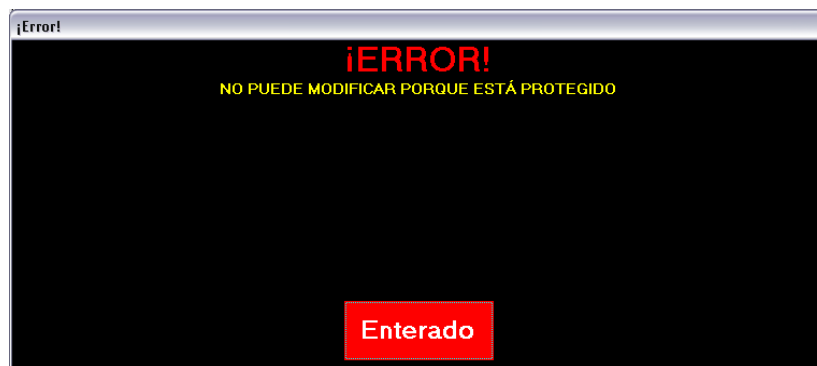 ¡Error!
¡ERROR!
NO PUEDE MODIFICAR PORQUE ESTÁ PROTEGIDO
Enterado